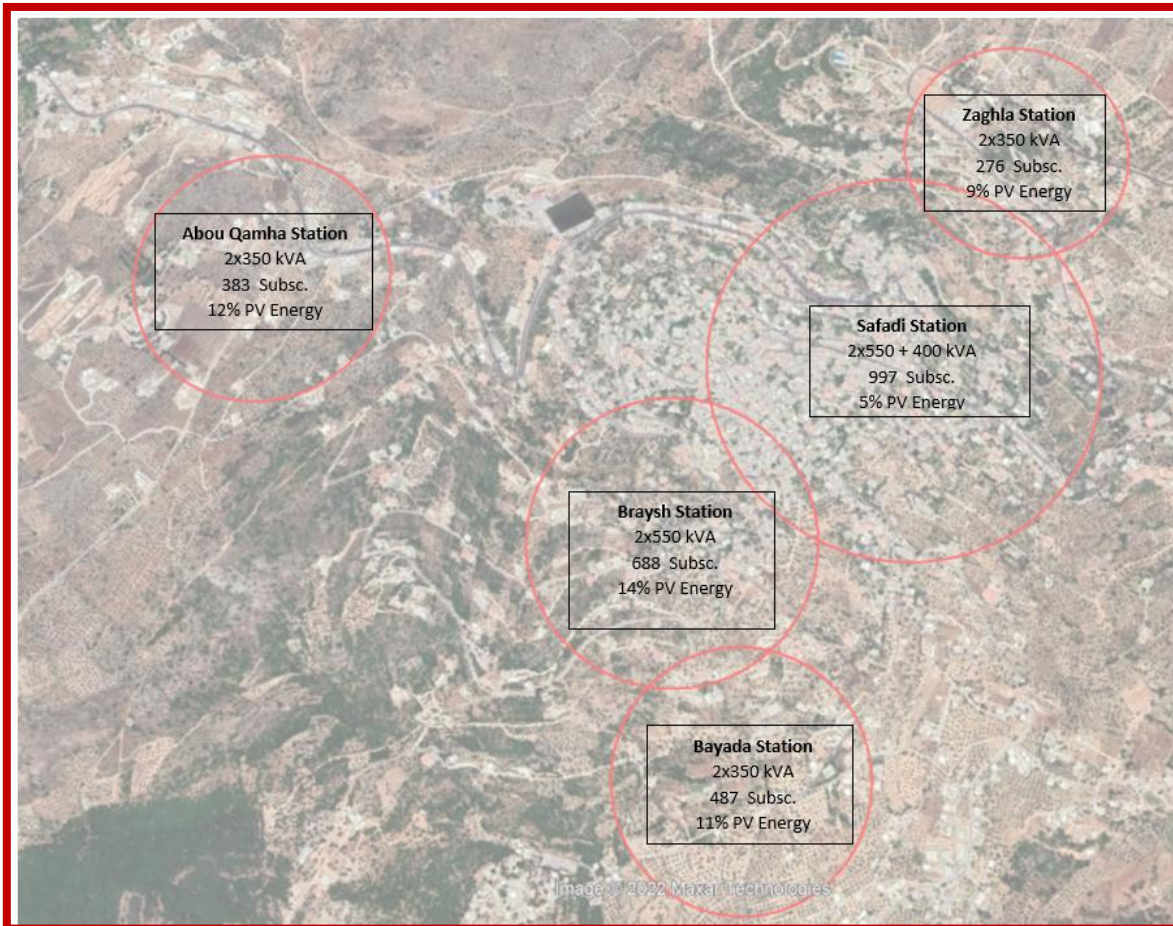 Zaghla Station
2x350 kVA
276 Subsc.
9% PV Energy
Abou Qamha Station
2x350 kVA
383 Subsc.
12% PV Energy
Safadi Station
2x550 + 400 kVA
997 Subsc.
5% PV Energy
Braysh Station
2x550 kVA
688 Subsc.
14% PV Energy
Bayada Station
2x350 kVA
487 Subsc.
11% PV Energy
Image © 2022 Maxar Technologies